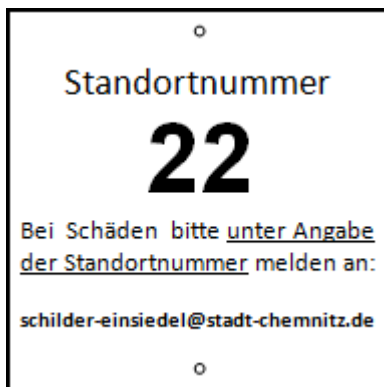 Standortnummer
22
Bei Schäden bitte unter Angabe
der Standortnummer melden an:
schilder-einsiedel@stadt-chemnitz.de